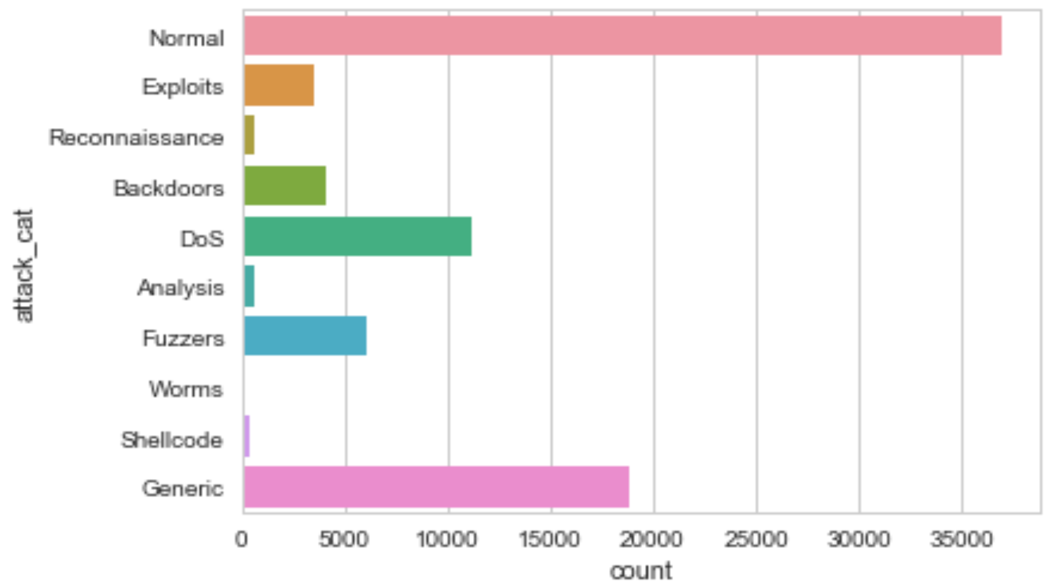 Normal
Exploits
Reconnaissance
Backdoors
DoS
Analysis
Fuzzers
Worms
Shellcode
Generic
attack_cat
0 5000 10000 15000 20000 25000 30000 35000
count